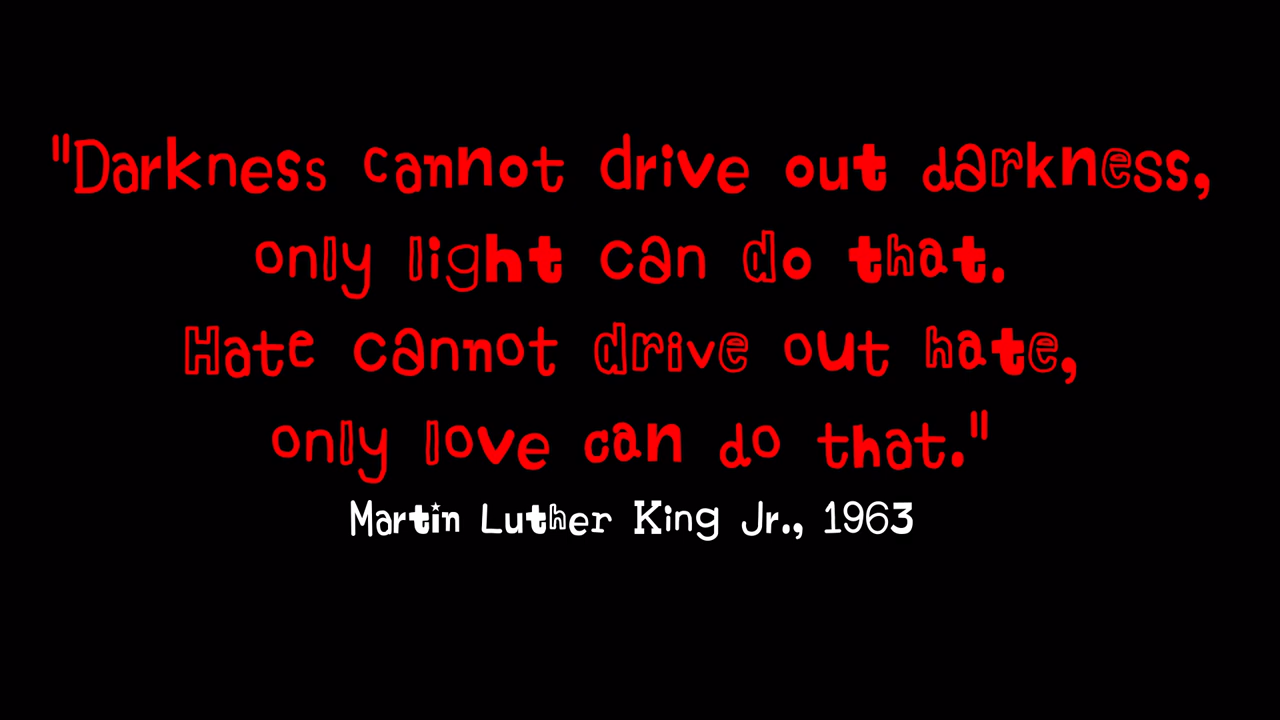 "Darkness cannot drive out darkness,
only light can do that.
Hate cannot drive out hate,
only love can do that."
Martin Luther King Jr., 1963